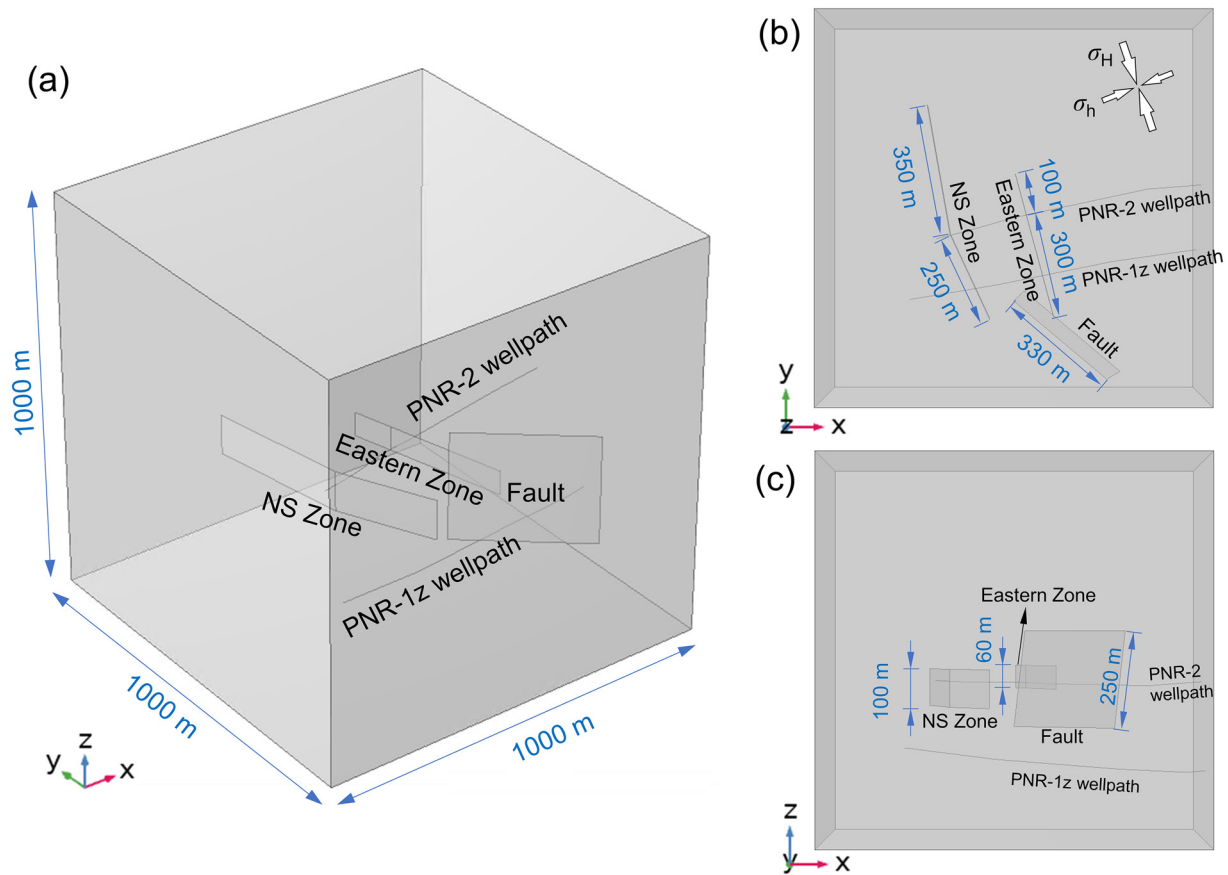 (a)
1000 m
PNR-2 wellpath
Eastern Zone
NS Zone
Fault
PNR-1z wellpath
1000 m
1000 m
z
y
x
(b)
σH
σh
350 m
NS Zone
250 m
Eastern Zone
100 m
300 m
PNR-2 wellpath
PNR-1z wellpath
Fault
330 m
y
z
x
(c)
Eastern Zone
60 m
100 m
250 m
PNR-2
wellpath
NS Zone
Fault
PNR-1z wellpath
z
y
x